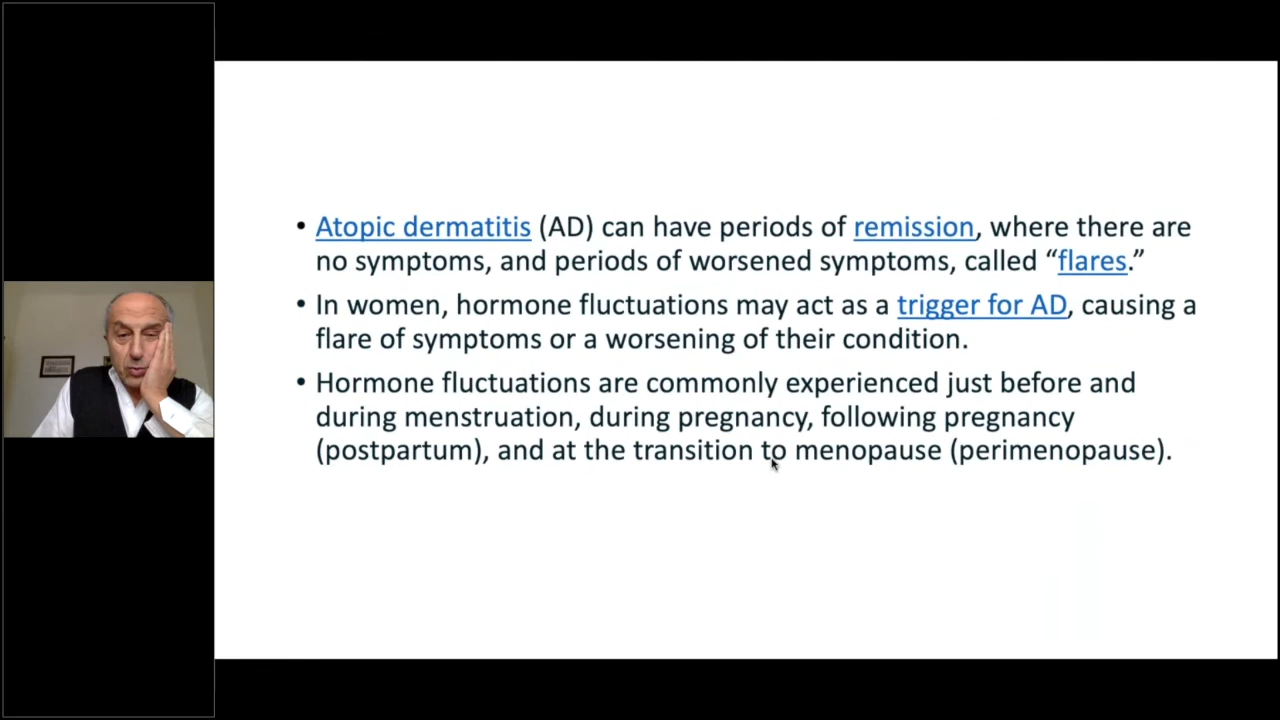 • Atopic dermatitis (AD) can have periods of remission, where there are
no symptoms, and periods of worsened symptoms, called “flares.”
• In women, hormone fluctuations may act as a trigger for AD, causing a
flare of symptoms or a worsening of their condition.
• Hormone fluctuations are commonly experienced just before and
during menstruation, during pregnancy, following pregnancy
(postpartum), and at the transition to menopause (perimenopause).